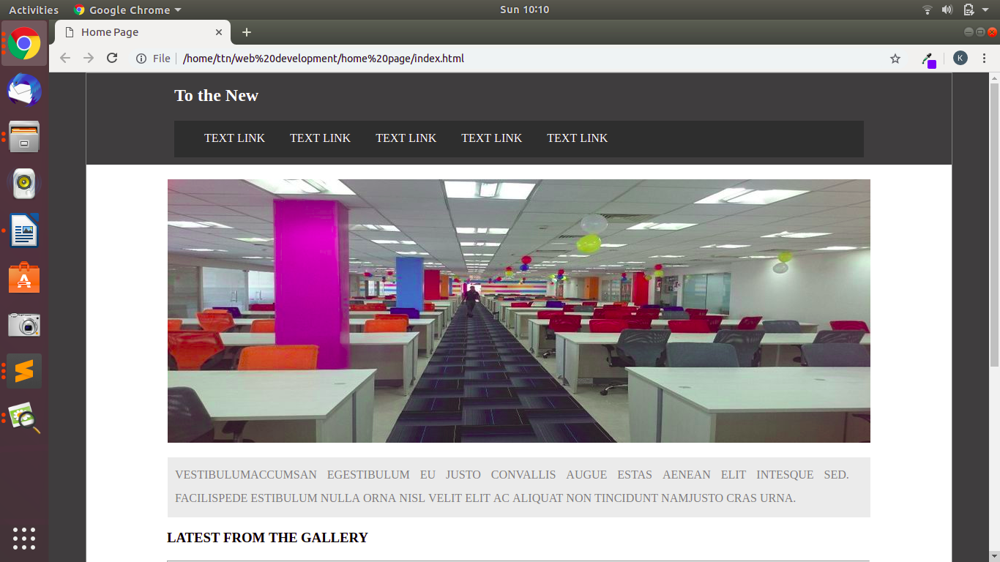 Activities Google Chrome Sun 10:10
Home Page
File /home/ttn/web%20development/home%20page/index.html K
To the New
TEXT LINK TEXT LINK TEXT LINK TEXT LINK TEXT LINK
VESTIBULUMACCUMSAN EGESTIBULUM EU JUSTO CONVALLIS AUGUE ESTAS AENEAN ELIT INTESQUE SED.
FACILISPEDE ESTIBULUM NULLA ORNA NISL VELIT ELIT AC ALIQUAT NON TINCIDUNT NAMJUSTO CRAS URNA.
LATEST FROM THE GALLERY